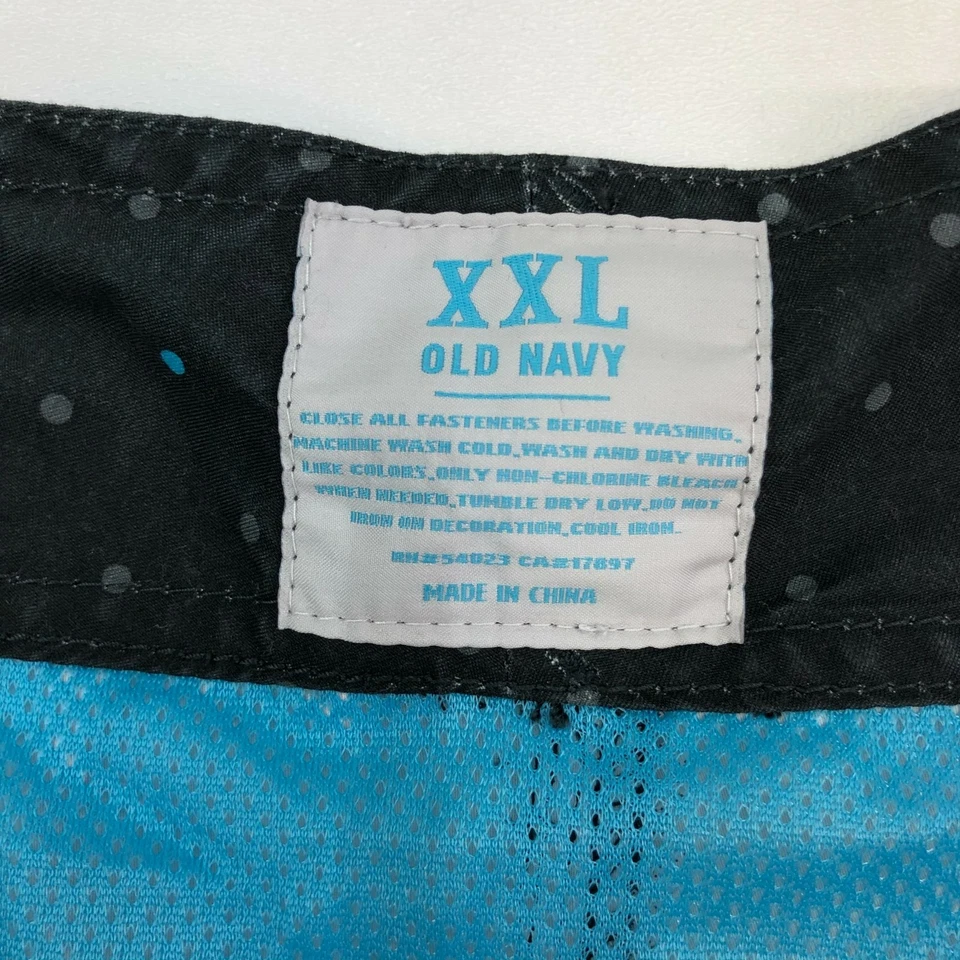 XXL
OLD NAVY
CLOSE ALL FASTENERS BEFORE WASHING.
MACHINE WASH COLD.WASH AND DRY WITH
LIKE COLORS.ONLY NON-CHLORINE BLEACH
WHEN NEEDED.TUMBLE DRY LOW.DO NOT
IRON ON DECORATION.COOL IRON.
RN#54023 CA#17897
MADE IN CHINA